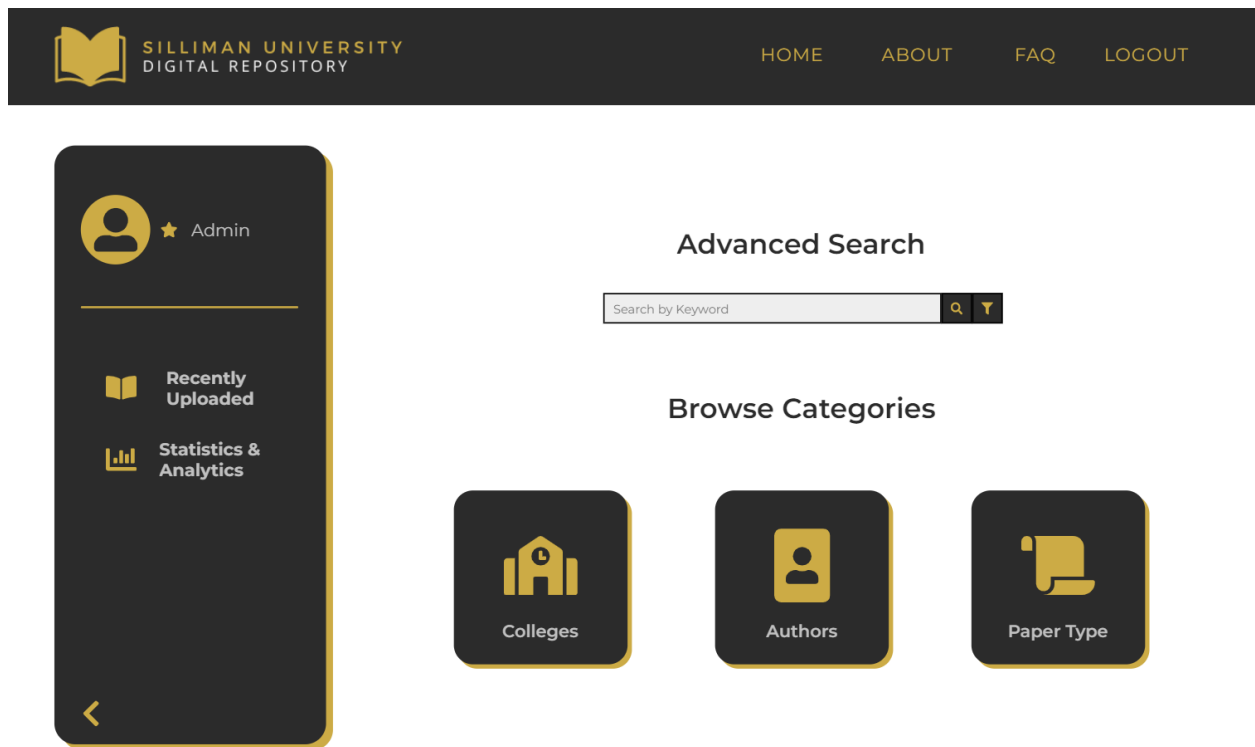 SILLIMAN UNIVERSITY
DIGITAL REPOSITORY
HOME ABOUT FAQ LOGOUT
Admin
Recently
Uploaded
Statistics &
Analytics
Advanced Search
Search by Keyword
Browse Categories
Colleges
Authors
Paper Type